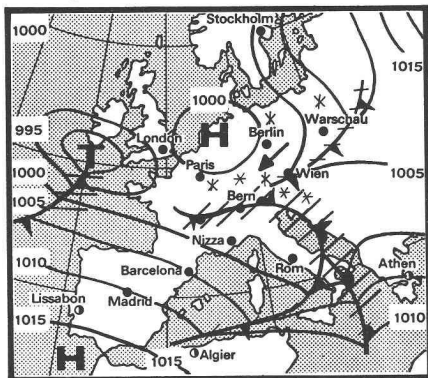 Stockholm
1000
1015
1000
995
H
London
Berlin
Warschau
T
Paris
1000
Wien
1005
1005
Bern
Nizza
1010
Rom
Athen
Barcelona
Lissabon
Madrid
1015
1010
H
1015
Algier